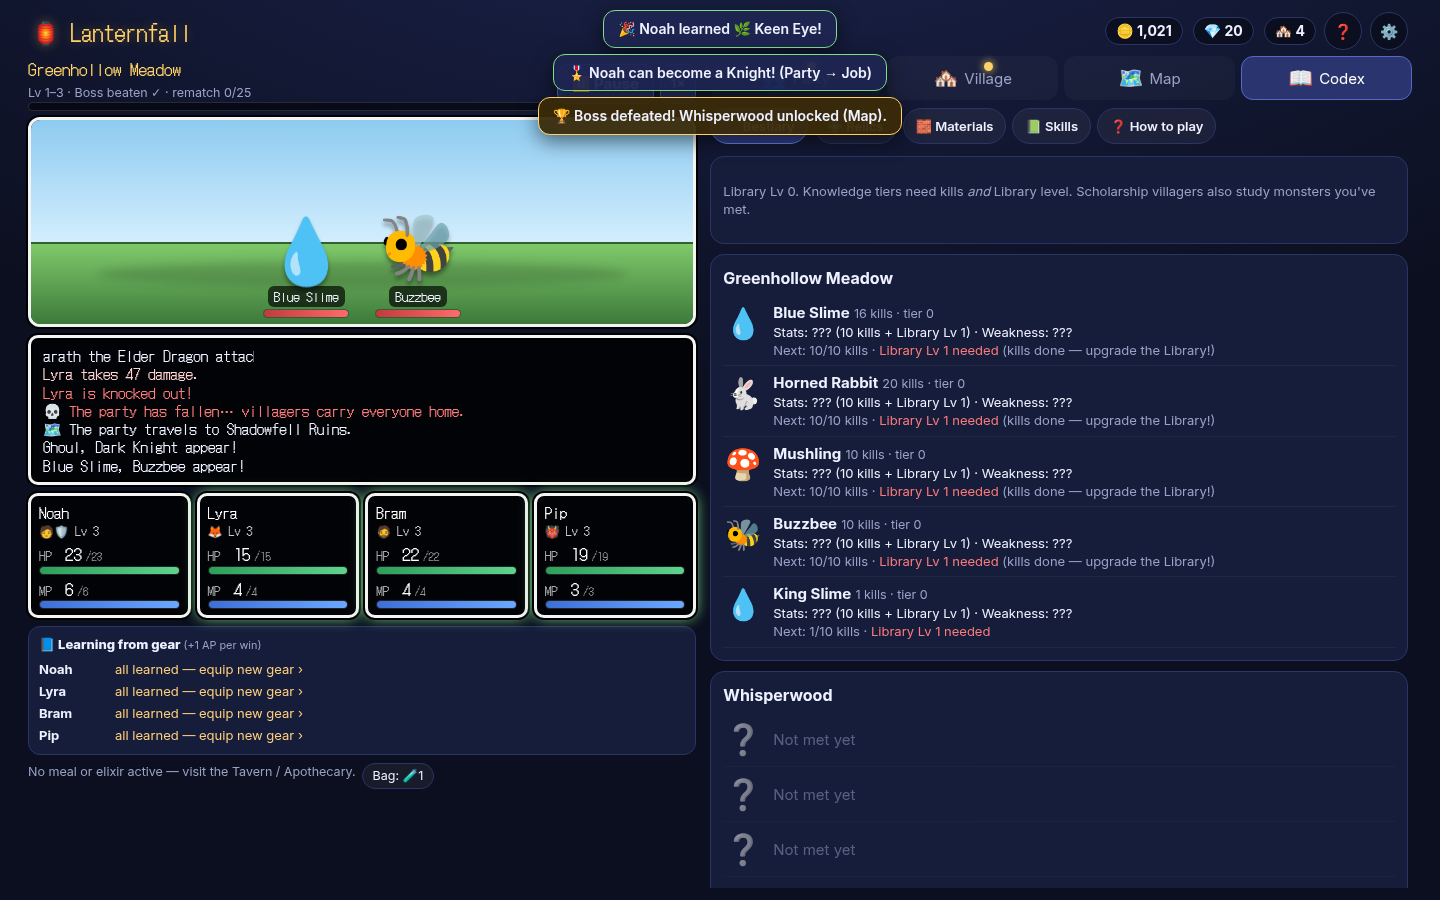 Lanternfall
Greenhollow Meadow
Lv 1–3 · Boss beaten ✓ · rematch 0/25
🎉 Noah learned 🌿 Keen Eye!
🎖️ Noah can become a Knight! (Party → Job)
🏆 Boss defeated! Whisperwood unlocked (Map).
🪙 1,021
💎 20
🏘️ 4
❓
⚙️
🏘️ Village
🗺️ Map
📖 Codex
🧱 Materials
📗 Skills
❓ How to play
Blue Slime
Buzzbee
arath the Elder Dragon attac
Lyra takes 47 damage.
Lyra is knocked out!
💀 The party has fallen… villagers carry everyone home.
🗺️ The party travels to Shadowfell Ruins.
Ghoul, Dark Knight appear!
Blue Slime, Buzzbee appear!
Noah
Lv 3
HP 23 /23
MP 6 /6
Lyra
Lv 3
HP 15 /15
MP 4 /4
Bram
Lv 3
HP 22 /22
MP 4 /4
Pip
Lv 3
HP 19 /19
MP 3 /3
📘 Learning from gear (+1 AP per win)
Noah all learned — equip new gear ›
Lyra all learned — equip new gear ›
Bram all learned — equip new gear ›
Pip all learned — equip new gear ›
No meal or elixir active — visit the Tavern / Apothecary.
Bag: 🧪1
Library Lv 0. Knowledge tiers need kills and Library level. Scholarship villagers also study monsters you've
met.
Greenhollow Meadow
Blue Slime 16 kills · tier 0
Stats: ??? (10 kills + Library Lv 1) · Weakness: ???
Next: 10/10 kills · Library Lv 1 needed (kills done — upgrade the Library!)
Horned Rabbit 20 kills · tier 0
Stats: ??? (10 kills + Library Lv 1) · Weakness: ???
Next: 10/10 kills · Library Lv 1 needed (kills done — upgrade the Library!)
Mushling 10 kills · tier 0
Stats: ??? (10 kills + Library Lv 1) · Weakness: ???
Next: 10/10 kills · Library Lv 1 needed (kills done — upgrade the Library!)
Buzzbee 10 kills · tier 0
Stats: ??? (10 kills + Library Lv 1) · Weakness: ???
Next: 10/10 kills · Library Lv 1 needed (kills done — upgrade the Library!)
King Slime 1 kills · tier 0
Stats: ??? (10 kills + Library Lv 1) · Weakness: ???
Next: 1/10 kills · Library Lv 1 needed
Whisperwood
❓ Not met yet
❓ Not met yet
❓ Not met yet